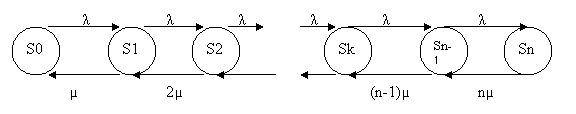 λ λ λ λ λ λ
S0 S1 S2 Sk Sn-1 Sn
μ 2μ (n-1)μ nμ